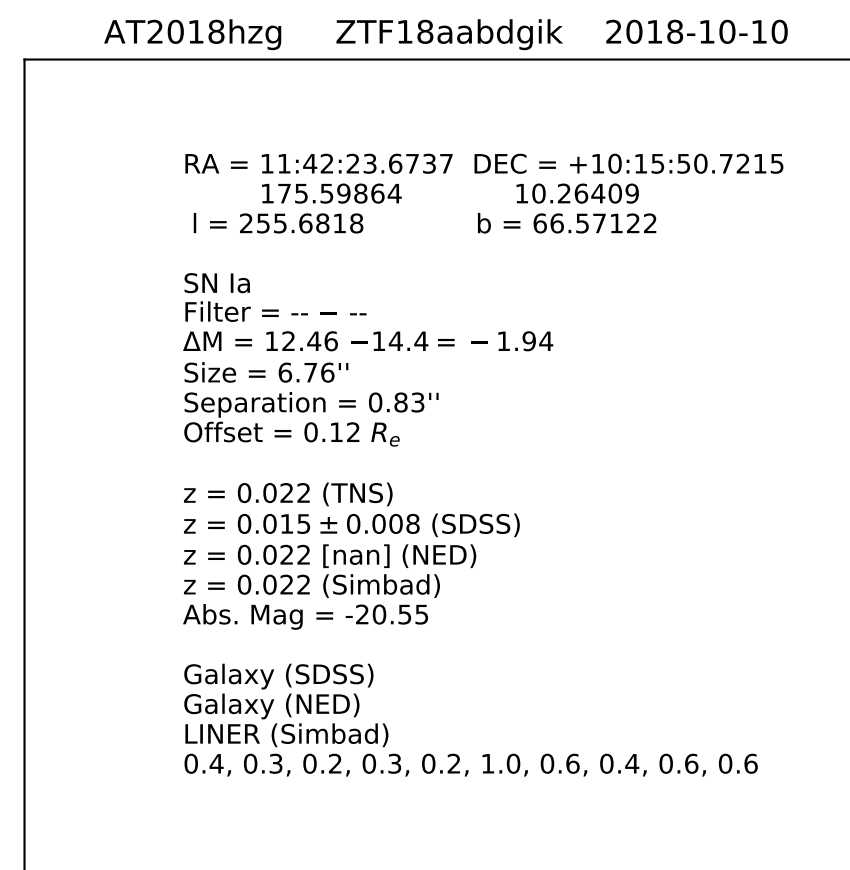 AT2018hzg ZTF18aabdgik 2018-10-10
RA = 11:42:23.6737 DEC = +10:15:50.7215
175.59864 10.26409
l = 255.6818 b = 66.57122
SN Ia
Filter = -- − --
ΔM = 12.46 −14.4 = −1.94
Size = 6.76''
Separation = 0.83''
Offset = 0.12 Rₑ
z = 0.022 (TNS)
z = 0.015 ± 0.008 (SDSS)
z = 0.022 [nan] (NED)
z = 0.022 (Simbad)
Abs. Mag = -20.55
Galaxy (SDSS)
Galaxy (NED)
LINER (Simbad)
0.4, 0.3, 0.2, 0.3, 0.2, 1.0, 0.6, 0.4, 0.6, 0.6